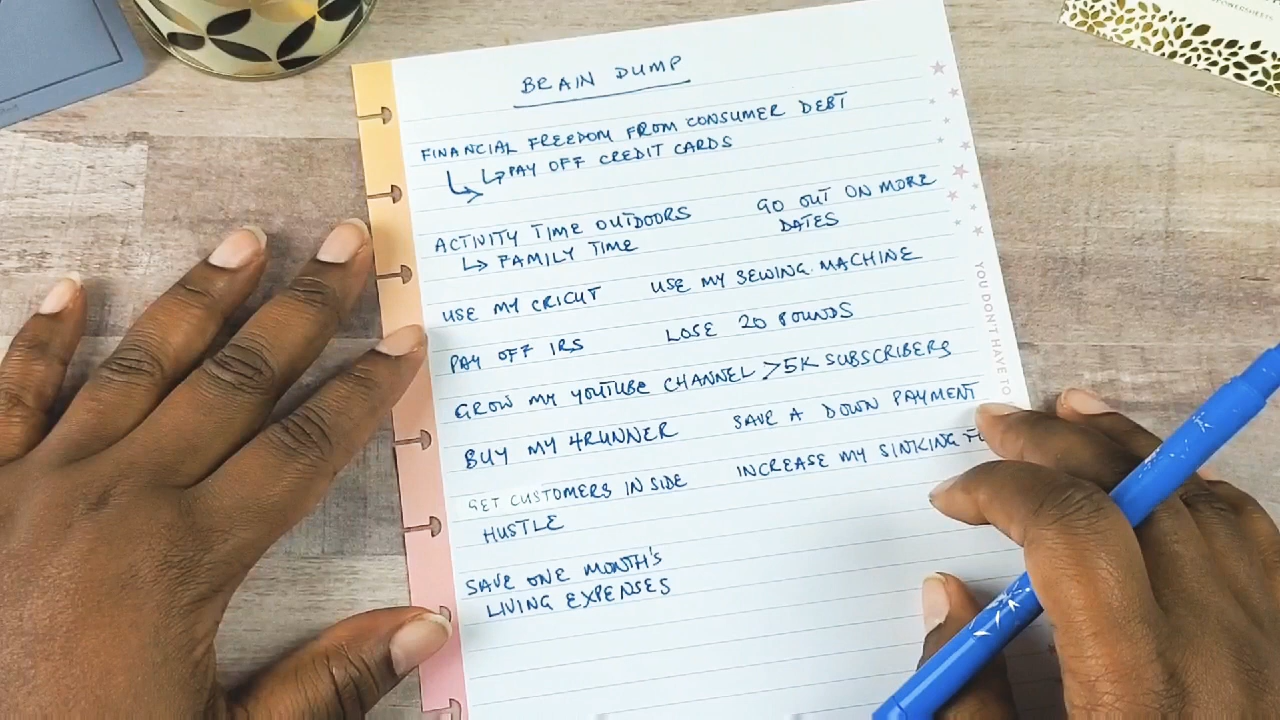 BRAIN DUMP
FINANCIAL FREEDOM FROM CONSUMER DEBT
↳ PAY OFF CREDIT CARDS
ACTIVITY TIME OUTDOORS
↳ FAMILY TIME
GO OUT ON MORE
DATES
USE MY CRICUT
USE MY SEWING MACHINE
PAY OFF IRS
LOSE 20 POUNDS
GROW MY YOUTUBE CHANNEL >5K SUBSCRIBERS
BUY MY 4RUNNER
SAVE A DOWN PAYMENT
GET CUSTOMERS IN SIDE
HUSTLE
INCREASE MY SINKING
SAVE ONE MONTH'S
LIVING EXPENSES
YOU DON'T HAVE TO